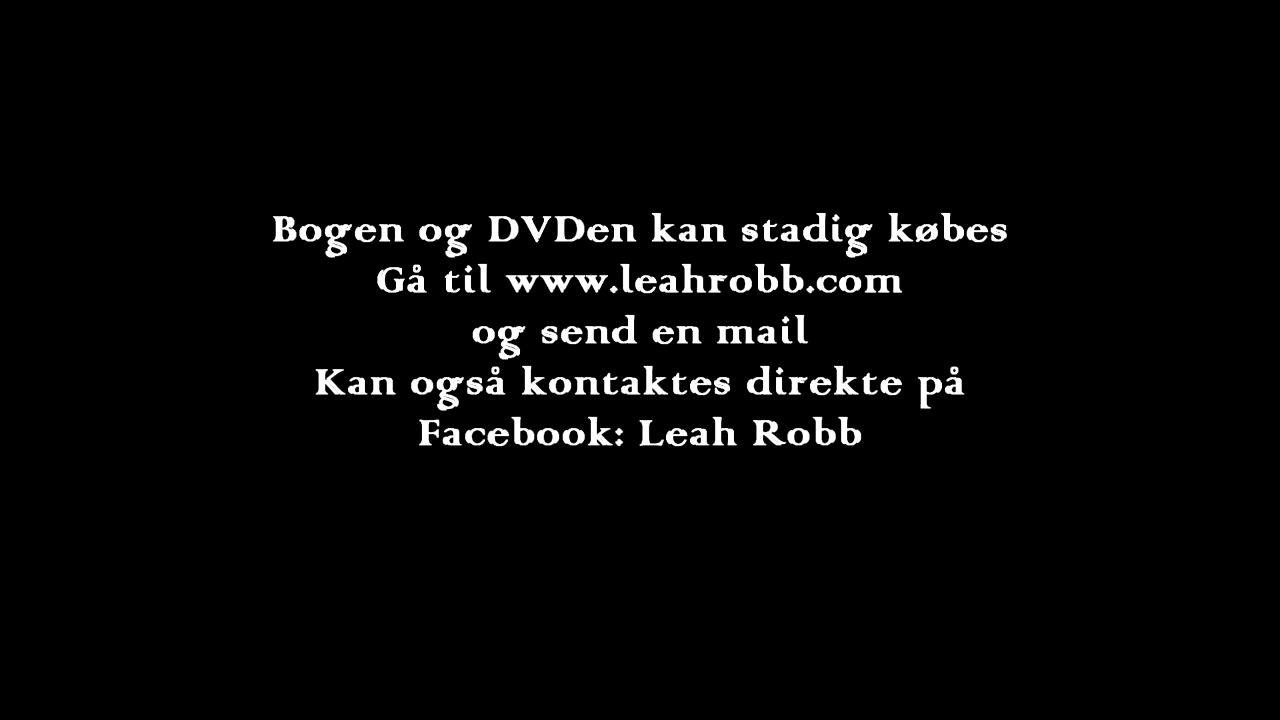 Bogen og DVDen kan stadig købes
Gå til www.leahrobb.com
og send en mail
Kan også kontaktes direkte på
Facebook: Leah Robb